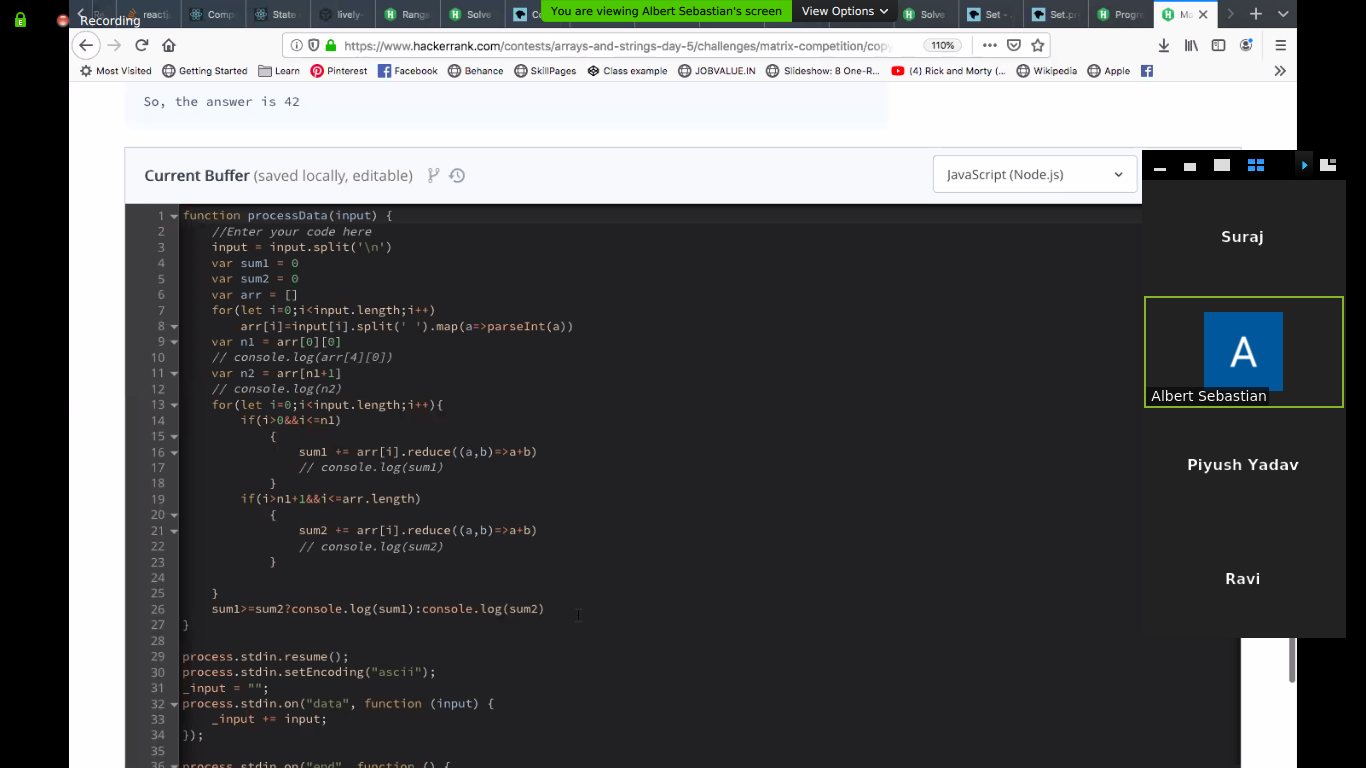 Recording
You are viewing Albert Sebastian's screen
View Options
reactj
Comp
State
lively-
Rang
Solve
Solve
Set -
Set.pr
Progr
Ma
https://www.hackerrank.com/contests/arrays-and-strings-day-5/challenges/matrix-competition/copy
110%
Most Visited
Getting Started
Learn
Pinterest
Facebook
Behance
SkillPages
Class example
JOBVALUE.IN
Slideshow: 8 One-R...
(4) Rick and Morty (...
Wikipedia
Apple
So, the answer is 42
Current Buffer (saved locally, editable)
JavaScript (Node.js)
1 function processData(input) {
2 //Enter your code here
3 input = input.split('\n')
4 var sum1 = 0
5 var sum2 = 0
6 var arr = []
7 for(let i=0;i<input.length;i++)
8 arr[i]=input[i].split(' ').map(a=>parseInt(a))
9 var n1 = arr[0][0]
10 // console.log(arr[4][0])
11 var n2 = arr[n1+1]
12 // console.log(n2)
13 for(let i=0;i<input.length;i++){
14 if(i>0&&i<=n1)
15 {
16 sum1 += arr[i].reduce((a,b)=>a+b)
17 // console.log(sum1)
18 }
19 if(i>n1+1&&i<=arr.length)
20 {
21 sum2 += arr[i].reduce((a,b)=>a+b)
22 // console.log(sum2)
23 }
24
25 }
26 sum1>=sum2?console.log(sum1):console.log(sum2)
27 }
28
29 process.stdin.resume();
30 process.stdin.setEncoding("ascii");
31 _input = "";
32 process.stdin.on("data", function (input) {
33 _input += input;
34 });
35
36 process.stdin.on("end", function () {
Suraj
A
Albert Sebastian
Piyush Yadav
Ravi